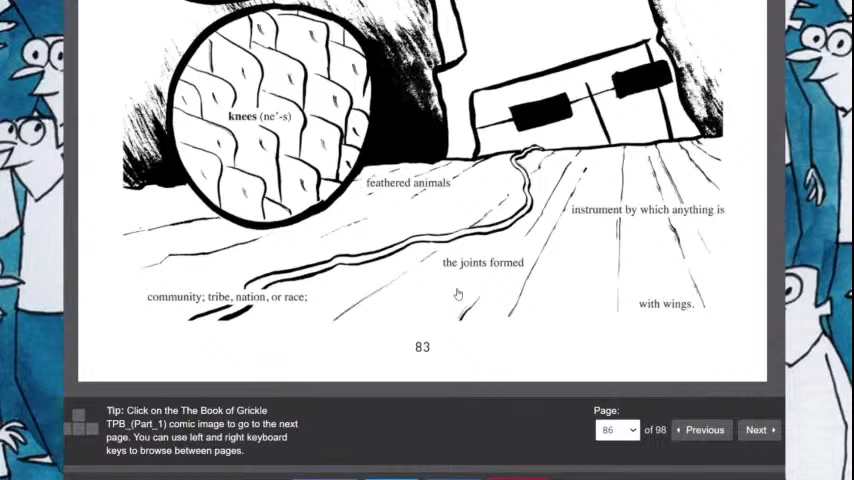 knees (ne'-s)
feathered animals
instrument by which anything is
the joints formed
community; tribe, nation, or race;
with wings.
83
Tip: Click on the The Book of Grickle
TPB_(Part_1) comic image to go to the next
page. You can use left and right keyboard
keys to browse between pages.
Page:
86 of 98 Previous Next